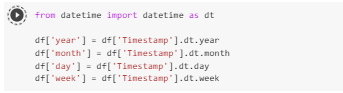 from datetime import datetime as dt
df['year'] = df['Timestamp'].dt.year
df['month'] = df['Timestamp'].dt.month
df['day'] = df['Timestamp'].dt.day
df['week'] = df['Timestamp'].dt.week